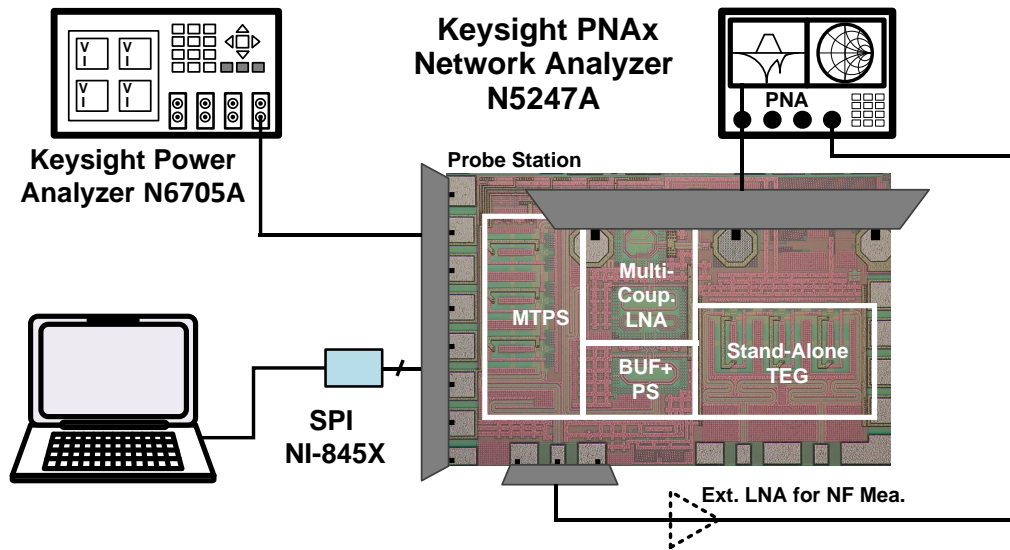 V
I
V
I
V
I
V
I
Keysight Power
Analyzer N6705A
Keysight PNAx
Network Analyzer
N5247A
PNA
Probe Station
MTPS
Multi-
Coup.
LNA
BUF+
PS
Stand-Alone
TEG
SPI
NI-845X
Ext. LNA for NF Mea.